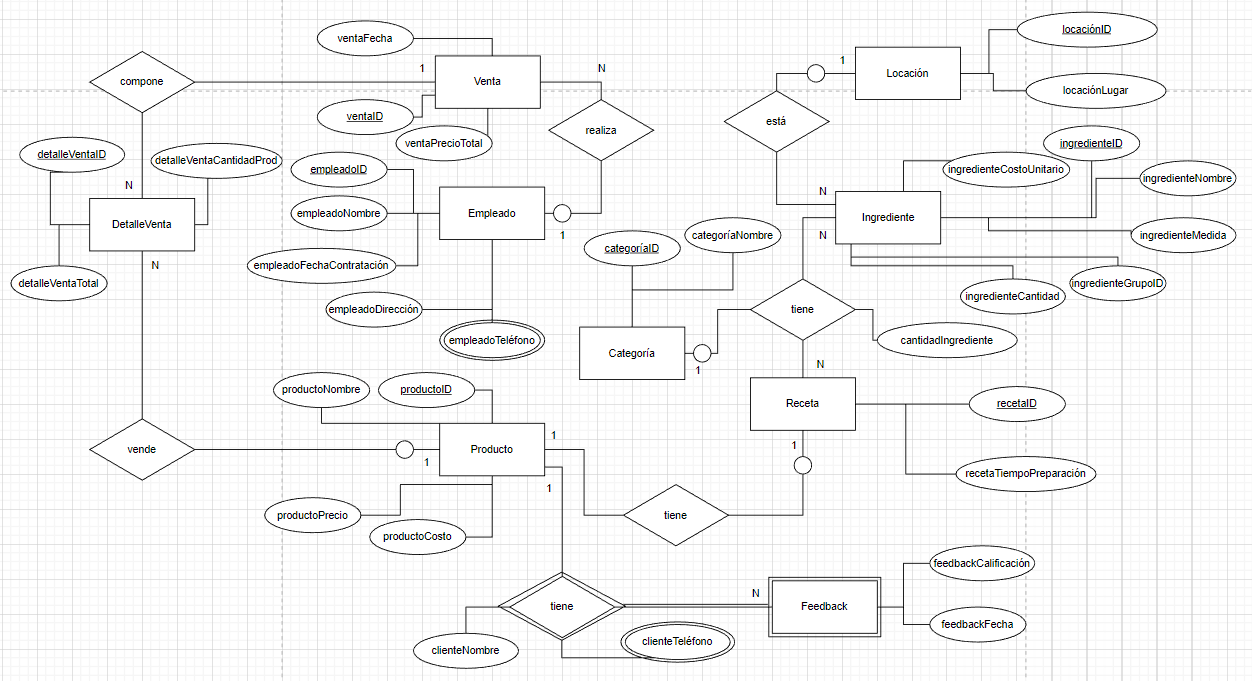 ventaFecha
locaciónID
compone
1
Venta
N
1
Locación
locaciónLugar
ventaID
realiza
está
ventaPrecioTotal
ingredienteID
detalleVentaID
detalleVentaCantidadProd
empleadoID
ingredienteCostoUnitario
ingredienteNombre
N
N
empleadoNombre
Empleado
1
Ingrediente
DetalleVenta
N
categoríaID
categoríaNombre
ingredienteMedida
N
empleadoFechaContratación
detalleVentaTotal
ingredienteCantidad
ingredienteGrupoID
empleadoDirección
tiene
empleadoTeléfono
cantidadIngrediente
Categoría
1
N
productoNombre
productoID
Receta
recetaID
vende
Producto
1
1
1
1
recetaTiempoPreparación
productoPrecio
tiene
productoCosto
feedbackCalificación
N
tiene
Feedback
feedbackFecha
clienteNombre
clienteTeléfono